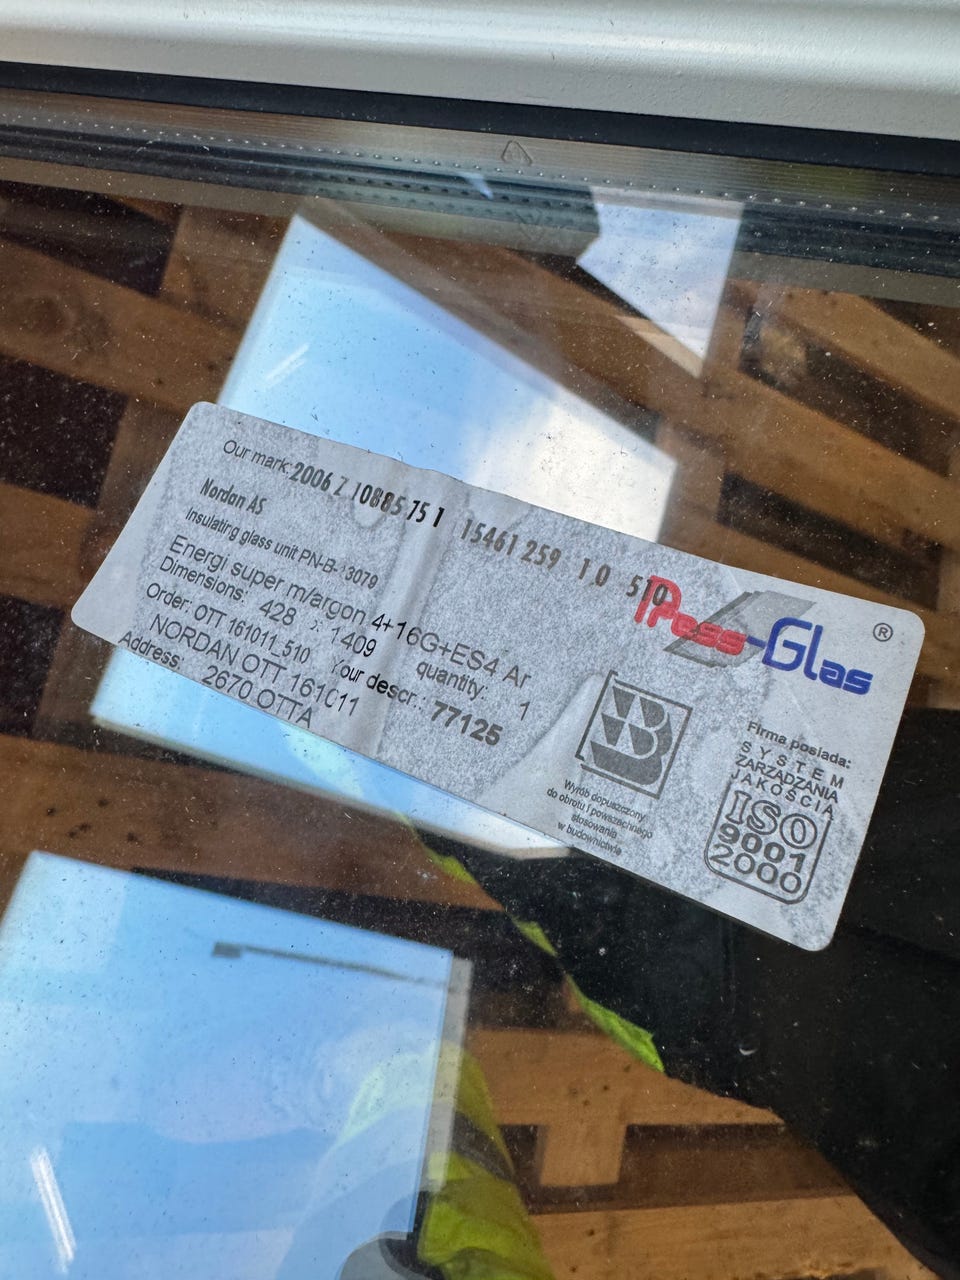 Our mark: 2006 Z 10885 75 1 15461 259 1 0 510
Nordan AS
Insulating glass unit PN-B-13079
Energi super m/argon 4+16G+ES4 Ar
Dimensions: 428 x 1409 quantity: 1
Order: OTT 161011_510 Your descr.: 77125
NORDAN OTT 161011
Address: 2670 OTTA
Press-Glas ®
B
Wyrób dopuszczony
do obrotu i powszechnego
stosowania
w budownictwie
Firma posiada:
SYSTEM
ZARZĄDZANIA
JAKOŚCIĄ
ISO
9001
2000